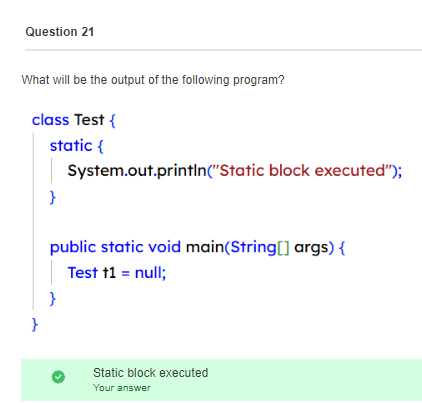 Question 21
What will be the output of the following program?
class Test {
static {
System.out.println("Static block executed");
}
public static void main(String[] args) {
Test t1 = null;
}
}
Static block executed
Your answer